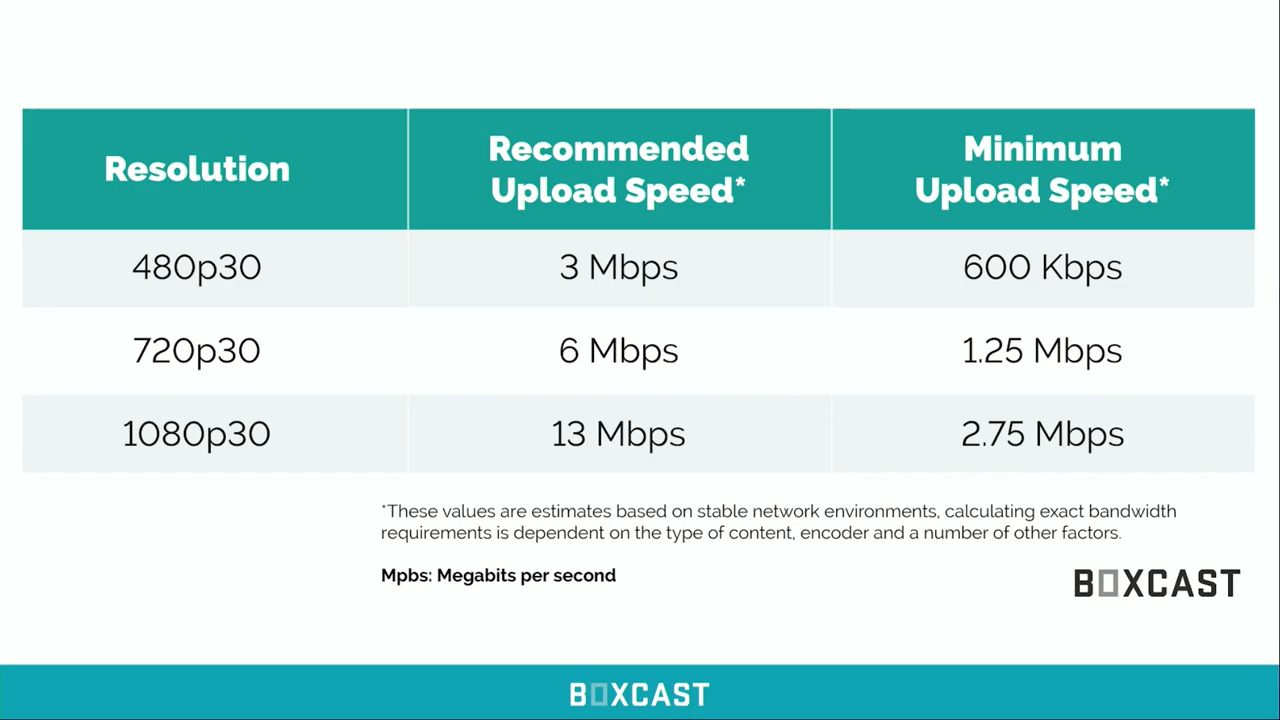 Resolution
Recommended
Upload Speed*
Minimum
Upload Speed*
480p30
3 Mbps
600 Kbps
720p30
6 Mbps
1.25 Mbps
1080p30
13 Mbps
2.75 Mbps
*These values are estimates based on stable network environments, calculating exact bandwidth
requirements is dependent on the type of content, encoder and a number of other factors.
Mpbs: Megabits per second
BOXCAST
BOXCAST